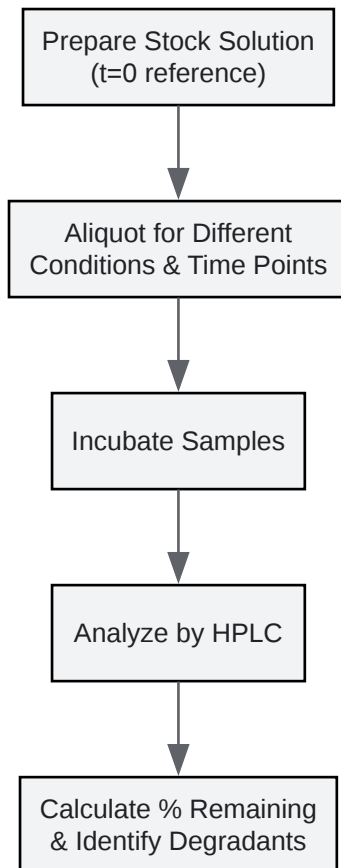 Prepare Stock Solution
(t=0 reference)
Aliquot for Different
Conditions & Time Points
Incubate Samples
Analyze by HPLC
Calculate % Remaining
& Identify Degradants